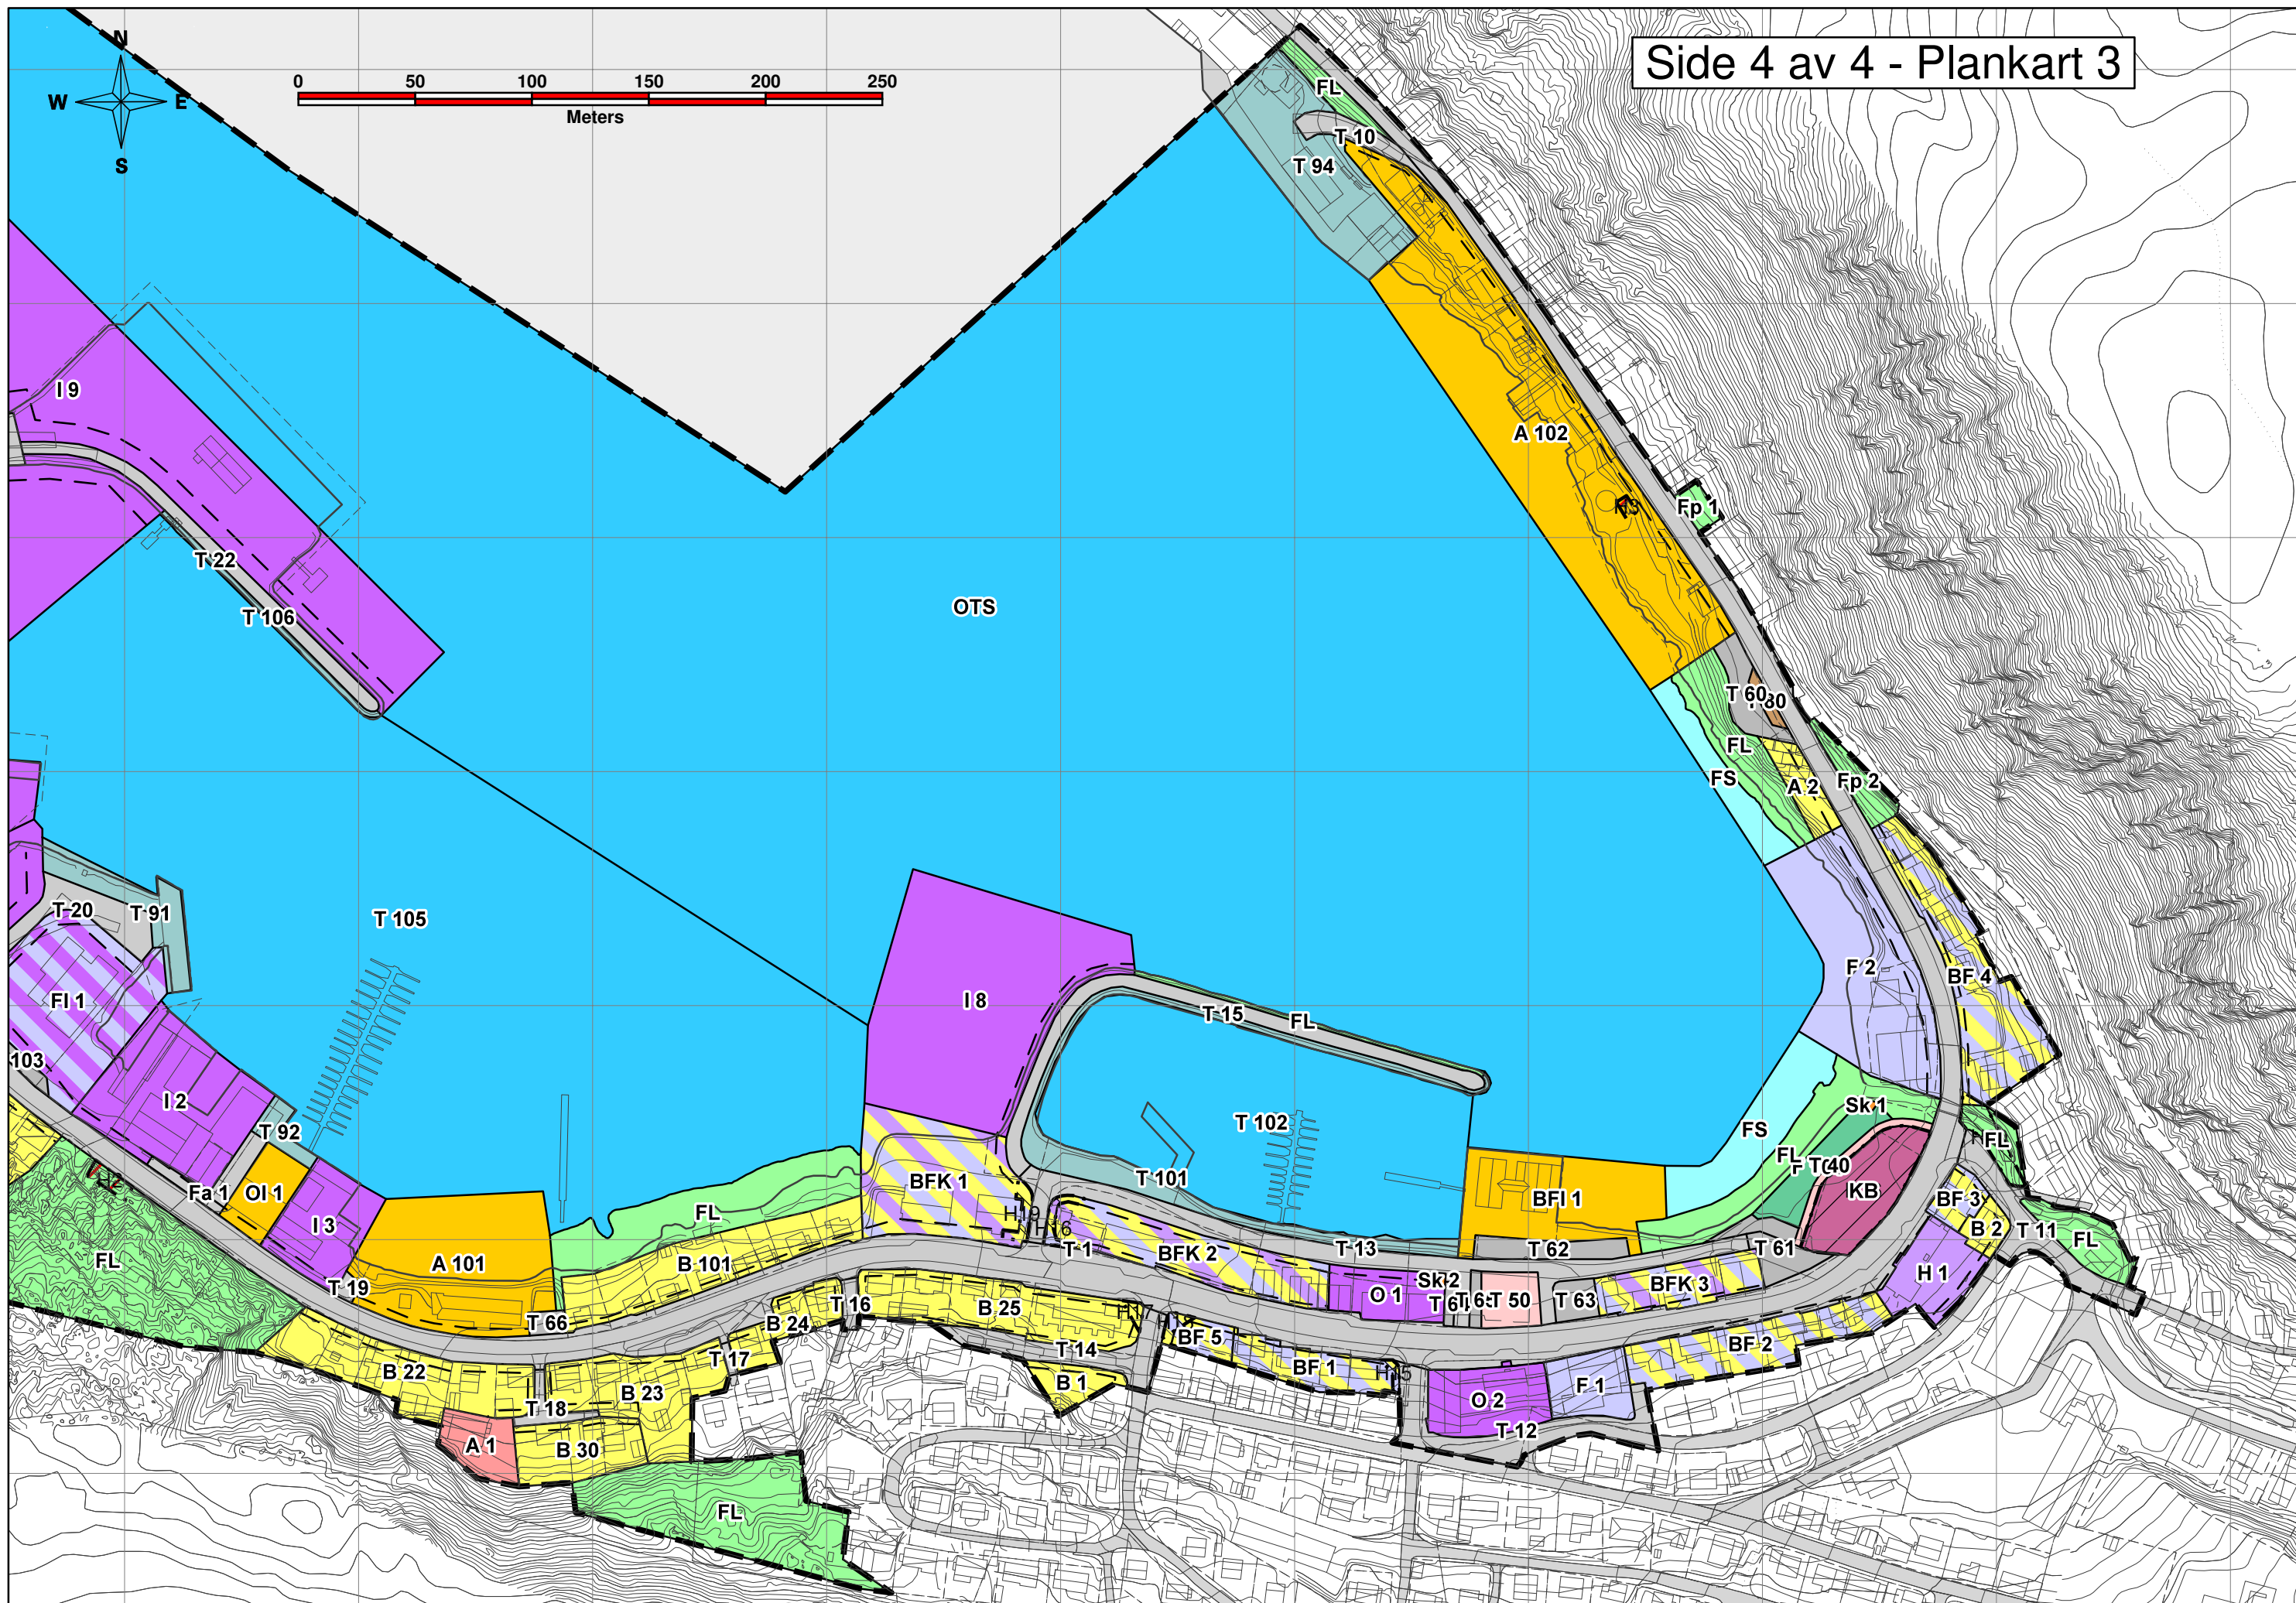 Side 4 av 4 - Plankart 3
N
W E
S
0 50 100 150 200 250
Meters
FL
T 10
T 94
I 9
A 102
Fp 1
T 22
T 106
OTS
T 60
FL
FS
A 2
Fp 2
T 20
T 91
T 105
F 2
BF 4
FI 1
I 8
T 15
FL
103
I 2
T 92
T 102
Sk 1
FS
FL
40
KB
FL
Fa 1
OI 1
I 3
FL
BFK 1
H19
H16
T 101
BFI 1
BF 3
B 2
T 11
FL
FL
T 19
A 101
B 101
T 1
BFK 2
T 13
T 62
T 61
H 1
T 66
T 16
B 24
B 25
H17
O 1
Sk 2
T 50
T 63
BFK 3
B 22
T 17
T 14
BF 5
BF 1
BF 2
T 18
B 23
B 1
O 2
F 1
A 1
B 30
T 12
FL